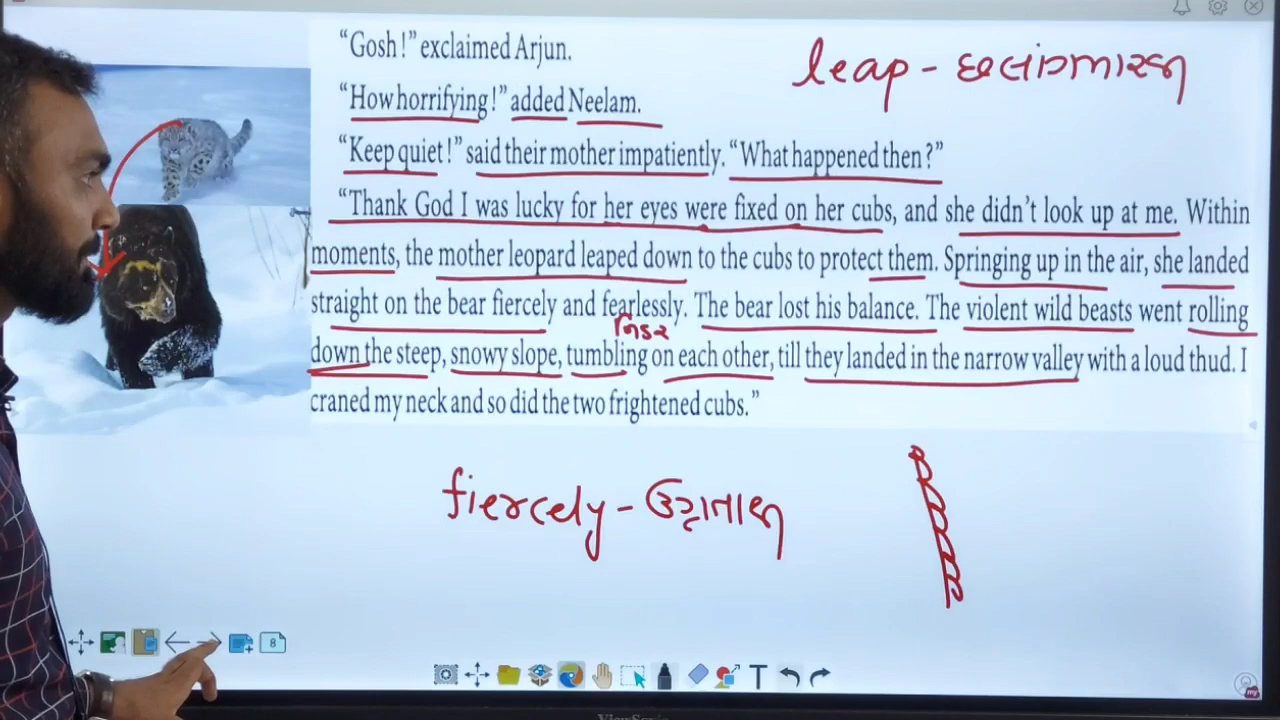 “Gosh!” exclaimed Arjun.
“How horrifying!” added Neelam.
“Keep quiet!” said their mother impatiently. “What happened then?”
“Thank God I was lucky for her eyes were fixed on her cubs, and she didn’t look up at me. Within
moments, the mother leopard leaped down to the cubs to protect them. Springing up in the air, she landed
straight on the bear fiercely and fearlessly. The bear lost his balance. The violent wild beasts went rolling
નિડર
down the steep, snowy slope, tumbling on each other, till they landed in the narrow valley with a loud thud. I
craned my neck and so did the two frightened cubs.”
leap -
fiercely -
8
T
ViewSonic
my